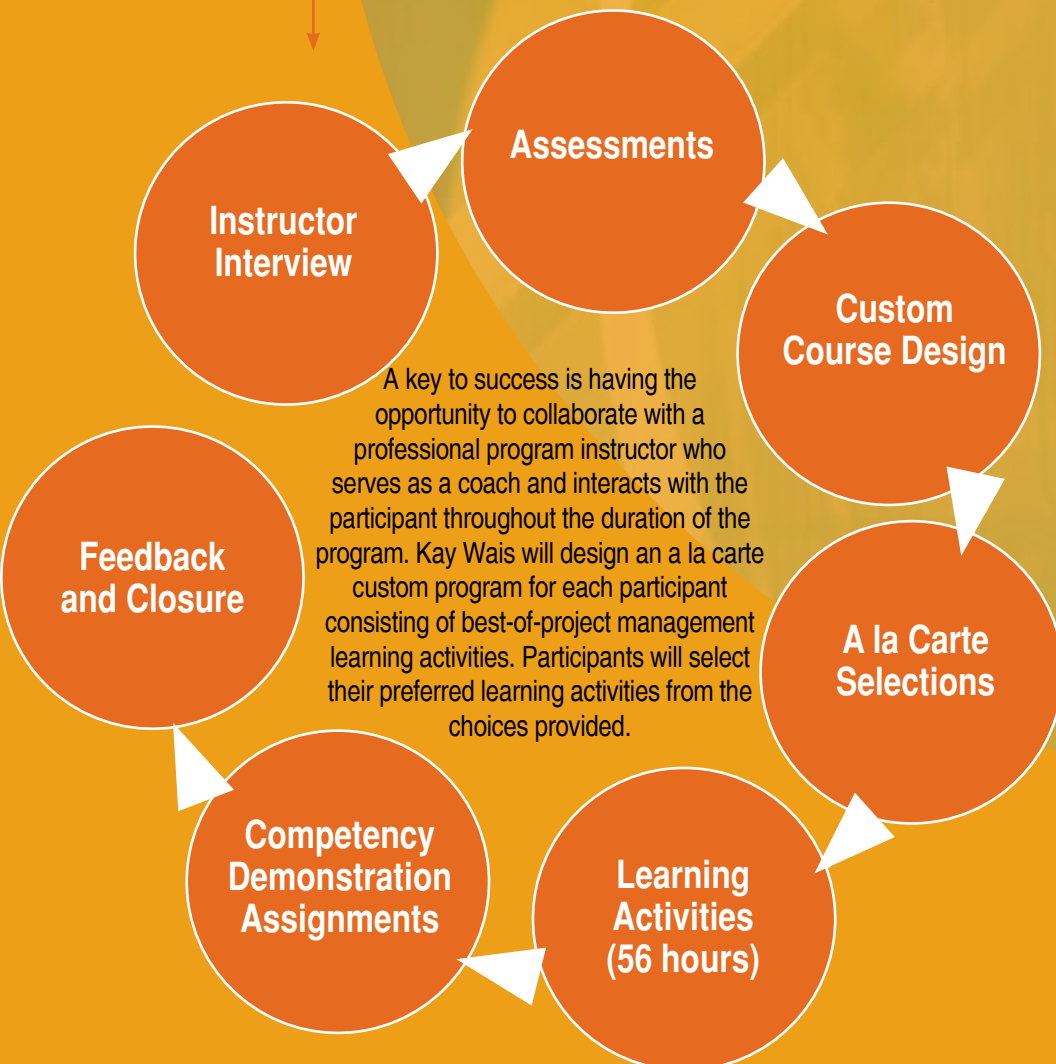 Instructor
Interview
Assessments
Custom
Course Design
A la Carte
Selections
Learning
Activities
(56 hours)
Competency
Demonstration
Assignments
Feedback
and Closure
A key to success is having the
opportunity to collaborate with a
professional program instructor who
serves as a coach and interacts with the
participant throughout the duration of the
program. Kay Wais will design an a la carte
custom program for each participant
consisting of best-of-project management
learning activities. Participants will select
their preferred learning activities from the
choices provided.